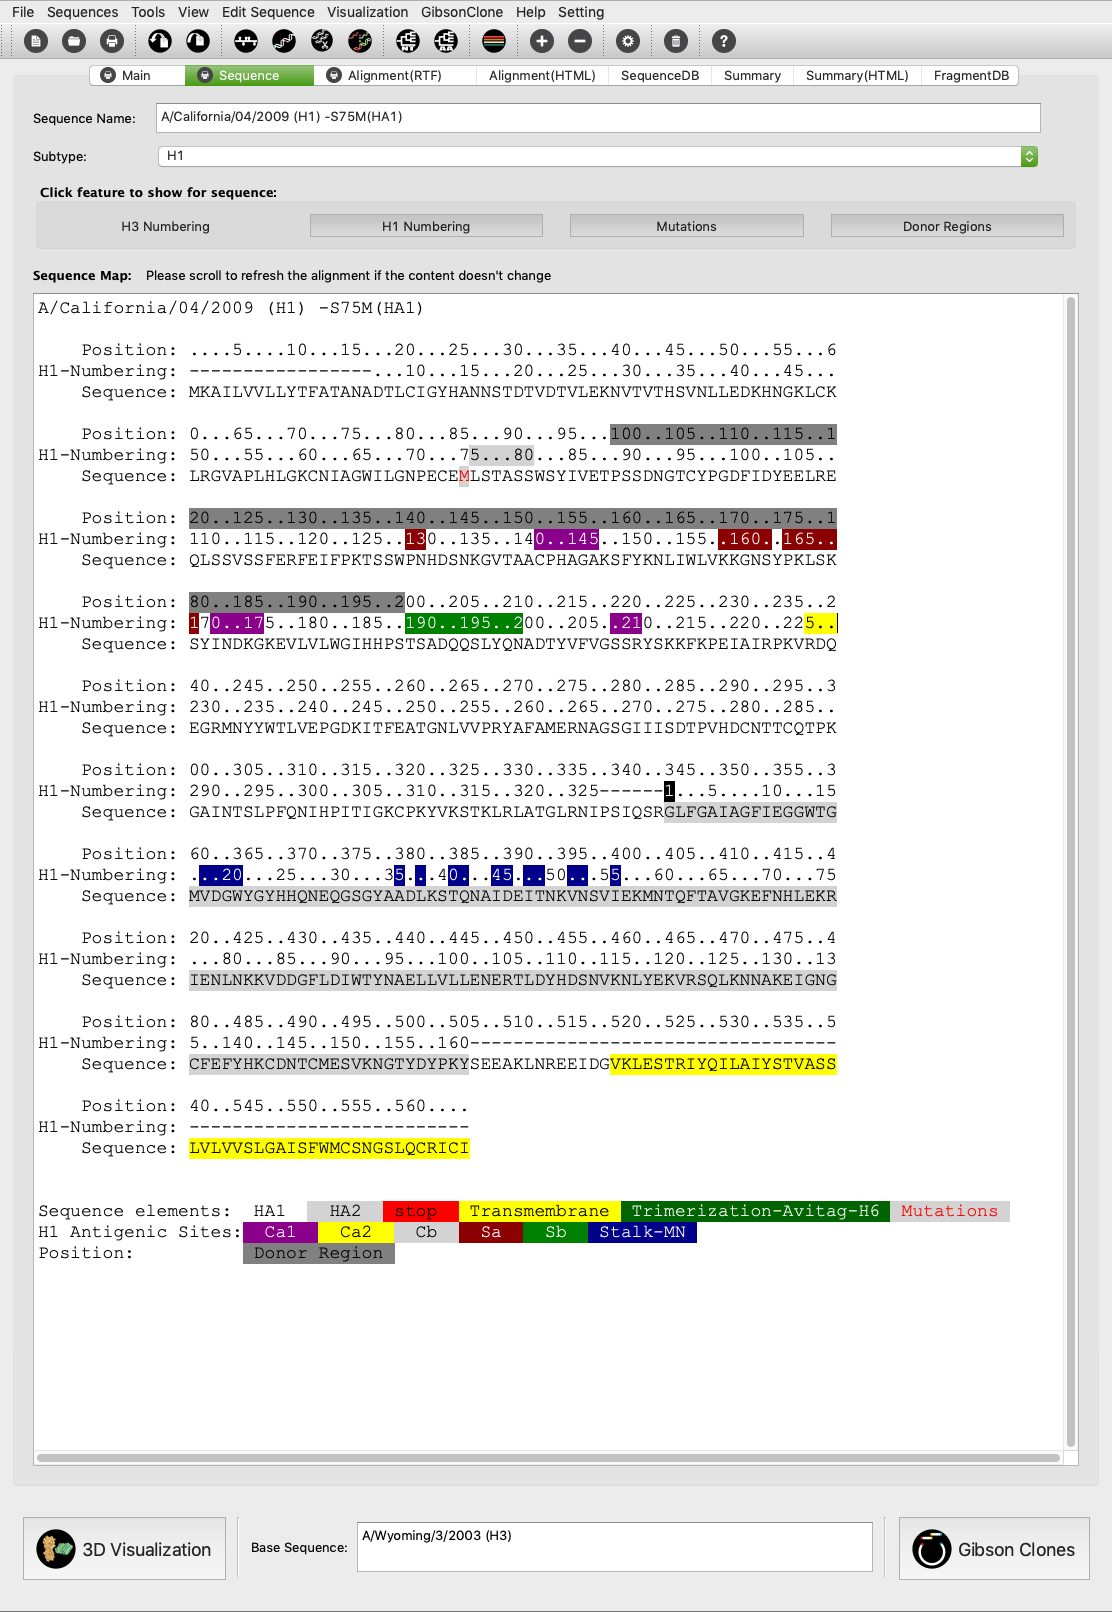 File Sequences Tools View Edit Sequence Visualization GibsonClone Help Setting
NT AA
Main Sequence Alignment(RTF) Alignment(HTML) SequenceDB Summary Summary(HTML) FragmentDB
Sequence Name: A/California/04/2009 (H1) -S75M(HA1)
Subtype: H1
Click feature to show for sequence:
H3 Numbering H1 Numbering Mutations Donor Regions
Sequence Map: Please scroll to refresh the alignment if the content doesn't change
A/California/04/2009 (H1) -S75M(HA1)
Position: ....5....10...15...20...25...30...35...40...45...50...55...6
H1-Numbering: -----------------...10...15...20...25...30...35...40...45...
Sequence: MKAILVVLLYTFATANADTLCIGYHANNSTDTVDTVLEKNVTVTHSVNLLEDKHNGKLCK
Position: 0...65...70...75...80...85...90...95...100..105..110..115..1
H1-Numbering: 50...55...60...65...70...75...80...85...90...95...100..105..
Sequence: LRGVAPLHLGKCNIAGWILGNPECEMLSTASSWSYIVETPSSDNGTCYPGDFIDYEELRE
Position: 20..125..130..135..140..145..150..155..160..165..170..175..1
H1-Numbering: 110..115..120..125..130..135..140..145..150..155..160..165..
Sequence: QLSSVSSFERFEIFPKTSSWPNHDSNKGVTAACPHAGAKSFYKNLIWLVKKGNSYPKLSK
Position: 80..185..190..195..200..205..210..215..220..225..230..235..2
H1-Numbering: 170..175..180..185..190..195..200..205..210..215..220..225..
Sequence: SYINDKGKEVLVLWGIHHPSTSADQQSLYQNADTYVFVGSSRYSKKFKPEIAIRPKVRDQ
Position: 40..245..250..255..260..265..270..275..280..285..290..295..3
H1-Numbering: 230..235..240..245..250..255..260..265..270..275..280..285..
Sequence: EGRMNYYWTLVEPGDKITFEATGNLVVPRYAFAMERNAGSGIIISDTPVHDCNTTCQTPK
Position: 00..305..310..315..320..325..330..335..340..345..350..355..3
H1-Numbering: 290..295..300..305..310..315..320..325------1...5....10...15
Sequence: GAINTSLPFQNIHPITIGKCPKYVKSTKLRLATGLRNIPSIQSRGLFGAIAGFIEGGWTG
Position: 60..365..370..375..380..385..390..395..400..405..410..415..4
H1-Numbering: ...20...25...30...35...40...45...50...55...60...65...70...75
Sequence: MVDGWYGYHHQNEQGSGYAADLKSTQNAIDEITNKVNSVIEKMNTQFTAVGKEFNHLEKR
Position: 20..425..430..435..440..445..450..455..460..465..470..475..4
H1-Numbering: ...80...85...90...95...100..105..110..115..120..125..130..13
Sequence: IENLNKKVDDGFLDIWTYNAELLVLLENERTLDYHDSNVKNLYEKVRSQLKNNAKEIGNG
Position: 80..485..490..495..500..505..510..515..520..525..530..535..5
H1-Numbering: 5..140..145..150..155..160----------------------------------
Sequence: CFEFYHKCDNTCMESVKNGTYDYPKYSEEAKLNREEIDGVKLESTRIYQILAIYSTVASS
Position: 40..545..550..555..560....
H1-Numbering: --------------------------
Sequence: LVLVVSLGAISFWMCSNGSLQCRICI
Sequence elements: HA1 HA2 stop Transmembrane Trimerization-Avitag-H6 Mutations
H1 Antigenic Sites: Ca1 Ca2 Cb Sa Sb Stalk-MN
Position: Donor Region
3D Visualization Base Sequence: A/Wyoming/3/2003 (H3) Gibson Clones